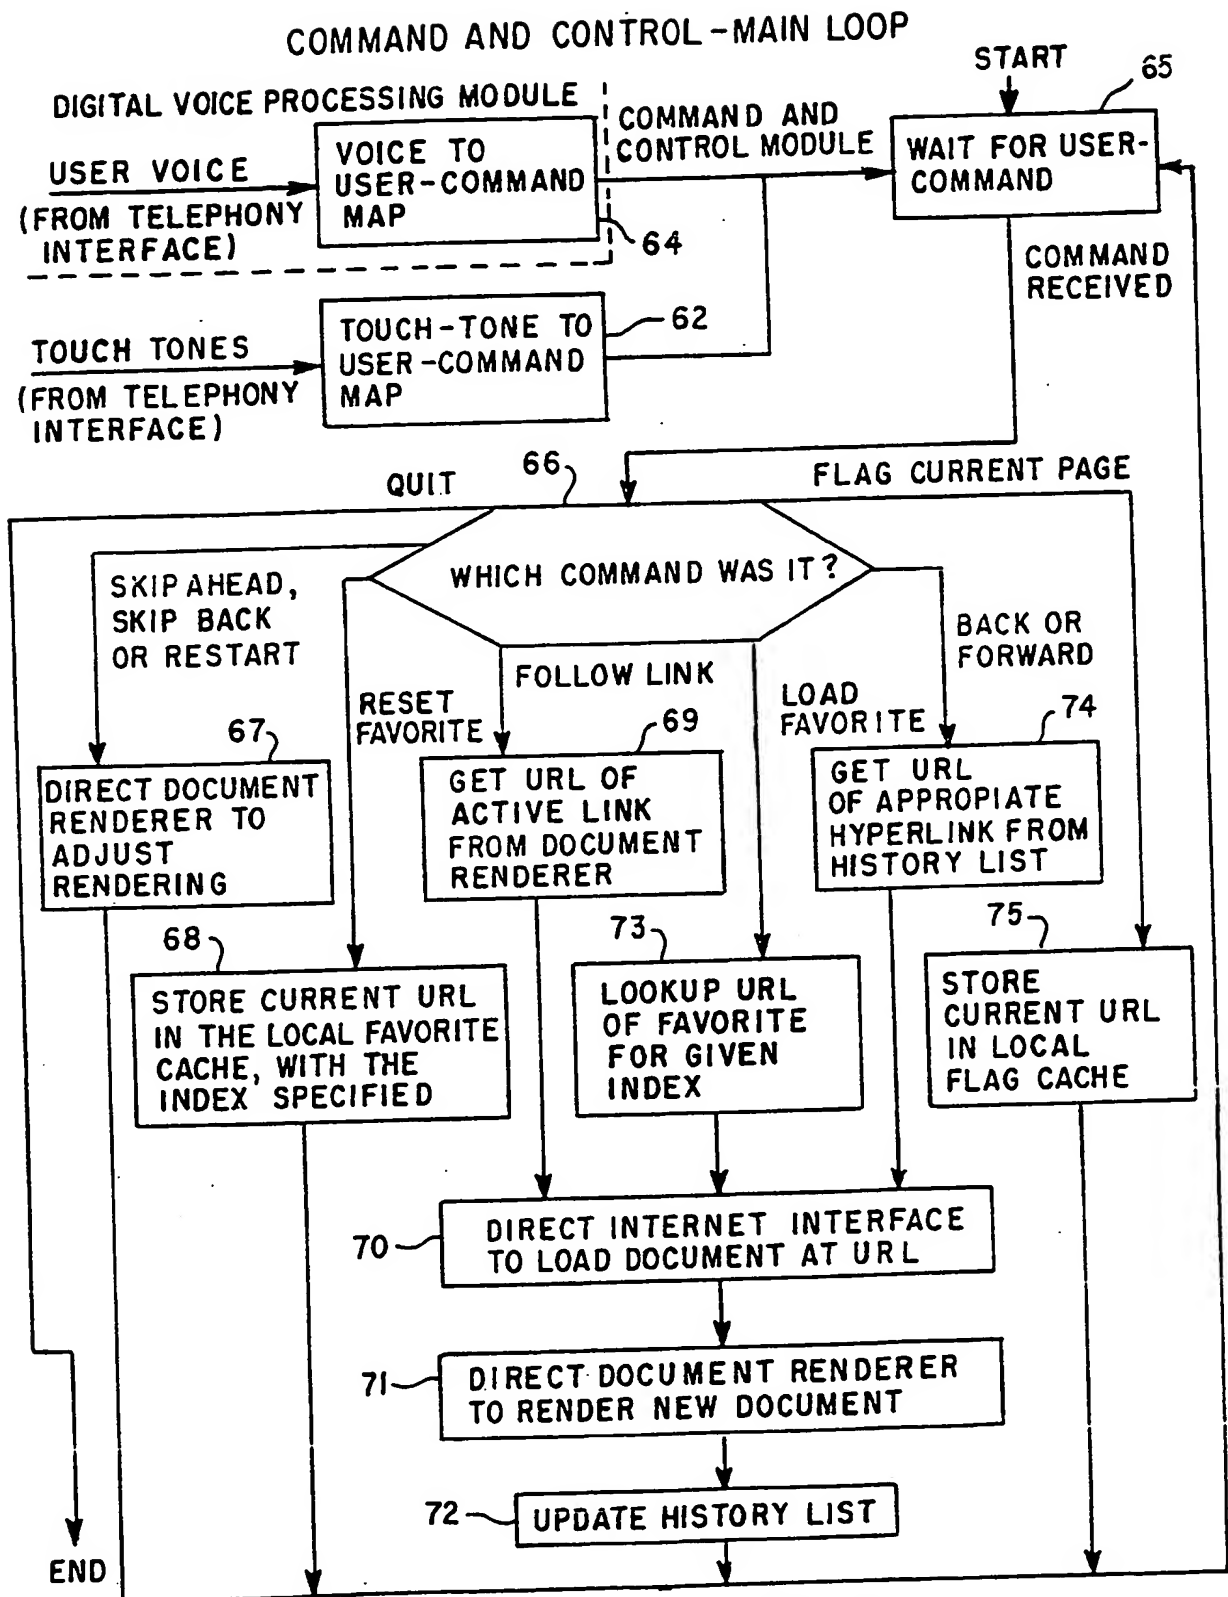 COMMAND AND CONTROL-MAIN LOOP
START
65
DIGITAL VOICE PROCESSING MODULE
USER VOICE
(FROM TELEPHONY
INTERFACE)
VOICE TO
USER-COMMAND
MAP
64
COMMAND AND
CONTROL MODULE
WAIT FOR USER-
COMMAND
COMMAND
RECEIVED
TOUCH TONES
(FROM TELEPHONY
INTERFACE)
TOUCH-TONE TO
USER-COMMAND
MAP
62
QUIT
66
FLAG CURRENT PAGE
WHICH COMMAND WAS IT?
SKIP AHEAD,
SKIP BACK
OR RESTART
RESET
FAVORITE
FOLLOW LINK
LOAD
FAVORITE
BACK OR
FORWARD
67
DIRECT DOCUMENT
RENDERER TO
ADJUST
RENDERING
69
GET URL OF
ACTIVE LINK
FROM DOCUMENT
RENDERER
74
GET URL
OF APPROPIATE
HYPERLINK FROM
HISTORY LIST
68
STORE CURRENT URL
IN THE LOCAL FAVORITE
CACHE, WITH THE
INDEX SPECIFIED
73
LOOKUP URL
OF FAVORITE
FOR GIVEN
INDEX
75
STORE
CURRENT URL
IN LOCAL
FLAG CACHE
70
DIRECT INTERNET INTERFACE
TO LOAD DOCUMENT AT URL
71
DIRECT DOCUMENT RENDERER
TO RENDER NEW DOCUMENT
72
UPDATE HISTORY LIST
END